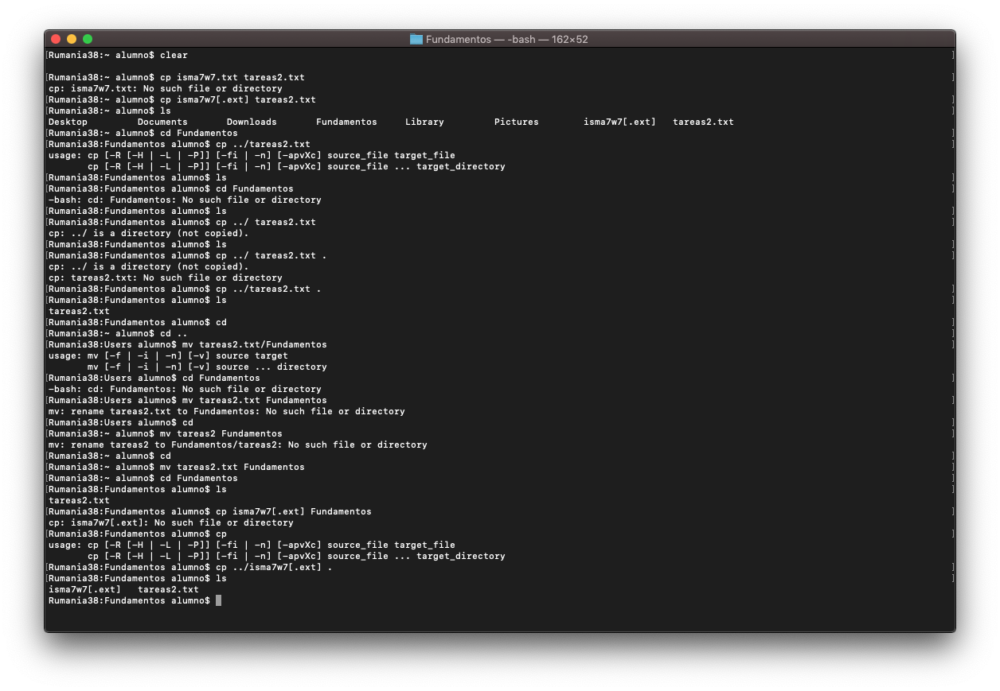 Fundamentos — -bash — 162×52
[Rumania38:~ alumno$ clear ]
[Rumania38:~ alumno$ cp isma7w7.txt tareas2.txt ]
cp: isma7w7.txt: No such file or directory
[Rumania38:~ alumno$ cp isma7w7[.ext] tareas2.txt ]
[Rumania38:~ alumno$ ls ]
Desktop Documents Downloads Fundamentos Library Pictures isma7w7[.ext] tareas2.txt
[Rumania38:~ alumno$ cd Fundamentos ]
[Rumania38:Fundamentos alumno$ cp ../tareas2.txt ]
usage: cp [-R [-H | -L | -P]] [-fi | -n] [-apvXc] source_file target_file
cp [-R [-H | -L | -P]] [-fi | -n] [-apvXc] source_file ... target_directory
[Rumania38:Fundamentos alumno$ ls ]
[Rumania38:Fundamentos alumno$ cd Fundamentos ]
-bash: cd: Fundamentos: No such file or directory
[Rumania38:Fundamentos alumno$ ls ]
[Rumania38:Fundamentos alumno$ cp ../ tareas2.txt ]
cp: ../ is a directory (not copied).
[Rumania38:Fundamentos alumno$ ls ]
[Rumania38:Fundamentos alumno$ cp ../ tareas2.txt . ]
cp: ../ is a directory (not copied).
cp: tareas2.txt: No such file or directory
[Rumania38:Fundamentos alumno$ cp ../tareas2.txt . ]
[Rumania38:Fundamentos alumno$ ls ]
tareas2.txt
[Rumania38:Fundamentos alumno$ cd ]
[Rumania38:~ alumno$ cd .. ]
[Rumania38:Users alumno$ mv tareas2.txt/Fundamentos ]
usage: mv [-f | -i | -n] [-v] source target
mv [-f | -i | -n] [-v] source ... directory
[Rumania38:Users alumno$ cd Fundamentos ]
-bash: cd: Fundamentos: No such file or directory
[Rumania38:Users alumno$ mv tareas2.txt Fundamentos ]
mv: rename tareas2.txt to Fundamentos: No such file or directory
[Rumania38:Users alumno$ cd ]
[Rumania38:~ alumno$ mv tareas2 Fundamentos ]
mv: rename tareas2 to Fundamentos/tareas2: No such file or directory
[Rumania38:~ alumno$ cd ]
[Rumania38:~ alumno$ mv tareas2.txt Fundamentos ]
[Rumania38:~ alumno$ cd Fundamentos ]
[Rumania38:Fundamentos alumno$ ls ]
tareas2.txt
[Rumania38:Fundamentos alumno$ cp isma7w7[.ext] Fundamentos ]
cp: isma7w7[.ext]: No such file or directory
[Rumania38:Fundamentos alumno$ cp ]
usage: cp [-R [-H | -L | -P]] [-fi | -n] [-apvXc] source_file target_file
cp [-R [-H | -L | -P]] [-fi | -n] [-apvXc] source_file ... target_directory
[Rumania38:Fundamentos alumno$ cp ../isma7w7[.ext] . ]
[Rumania38:Fundamentos alumno$ ls ]
isma7w7[.ext] tareas2.txt
Rumania38:Fundamentos alumno$